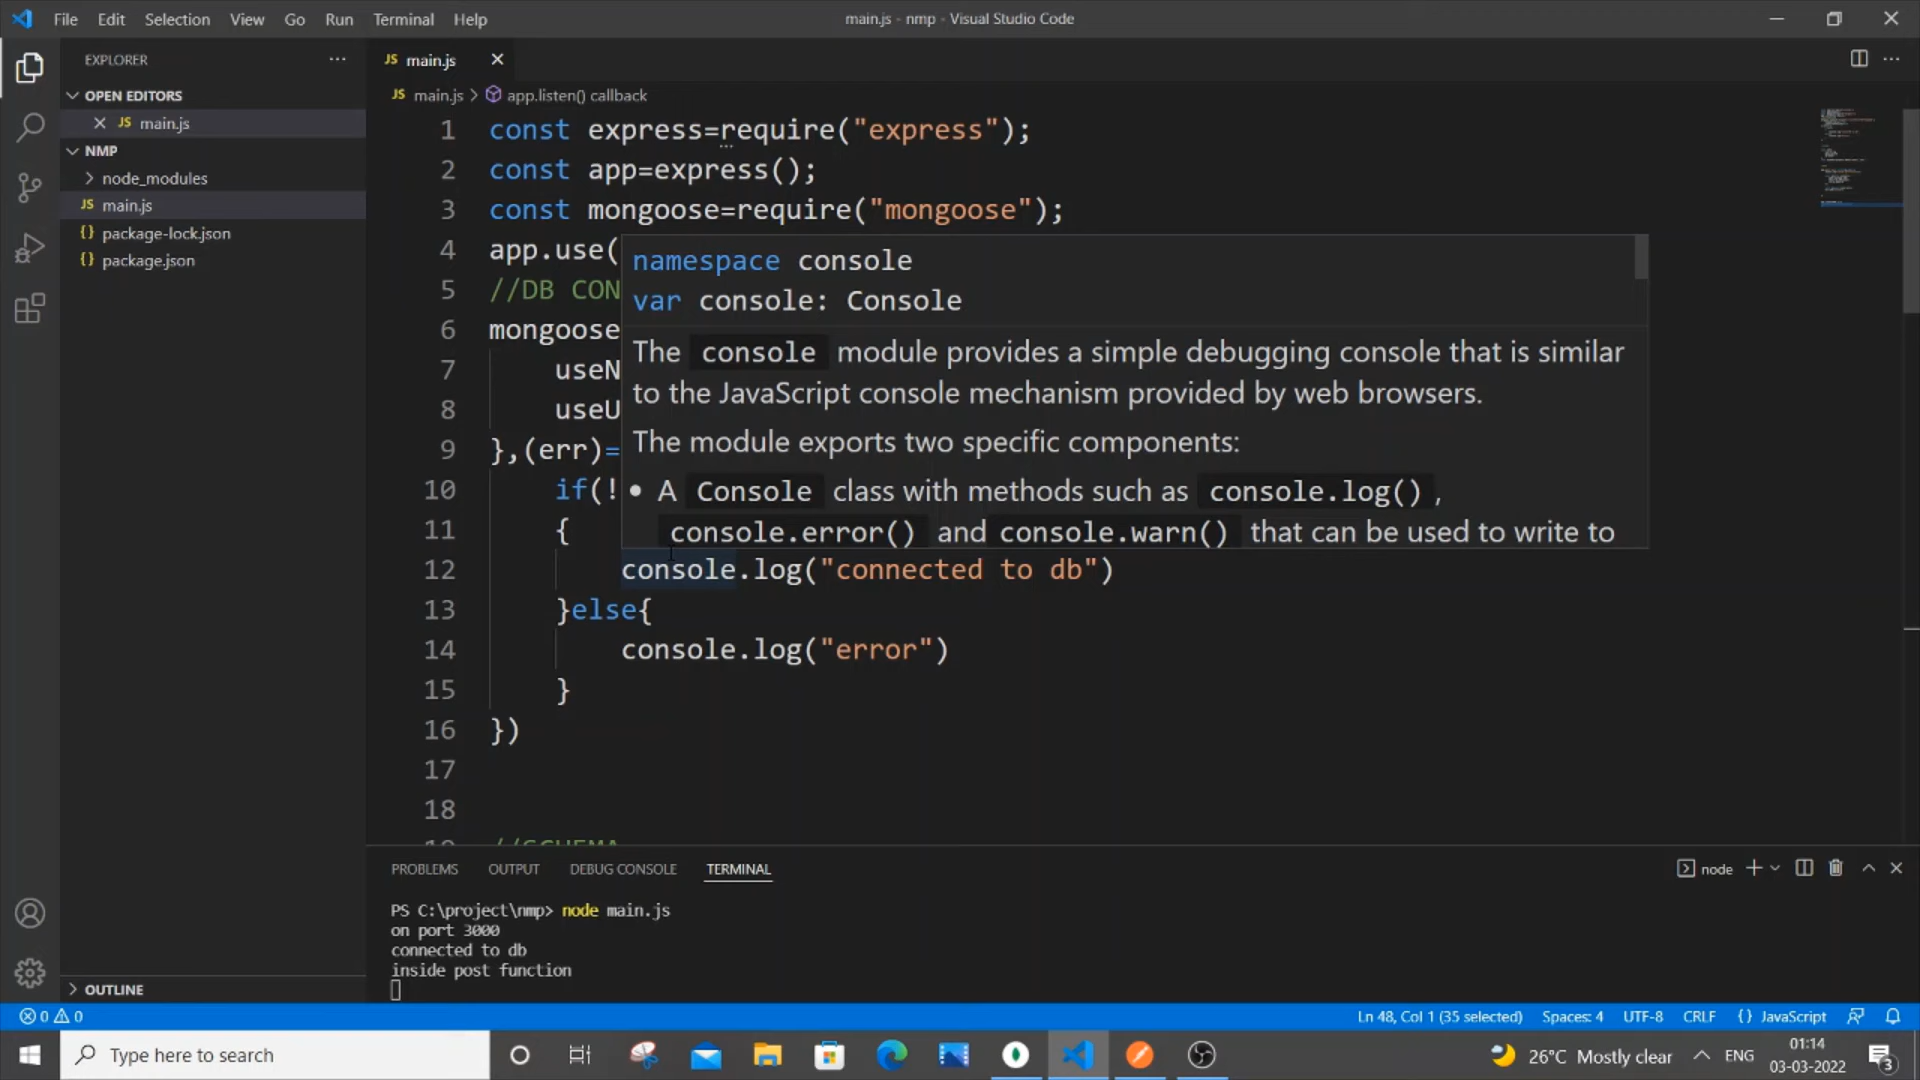 File Edit Selection View Go Run Terminal Help
main.js - nmp - Visual Studio Code
EXPLORER
OPEN EDITORS
JS main.js
NMP
node_modules
JS main.js
{} package-lock.json
{} package.json
OUTLINE
JS main.js
JS main.js > app.listen() callback
1 const express=require("express");
2 const app=express();
3 const mongoose=require("mongoose");
4 app.use(
5 //DB CON
6 mongoose
7 useN
8 useU
9 },(err)=
10 if(!
11 {
12 console.log("connected to db")
13 }else{
14 console.log("error")
15 }
16 })
17
18
19 //SCHEMA
namespace console
var console: Console
The console module provides a simple debugging console that is similar
to the JavaScript console mechanism provided by web browsers.
The module exports two specific components:
• A Console class with methods such as console.log() ,
console.error() and console.warn() that can be used to write to
PROBLEMS OUTPUT DEBUG CONSOLE TERMINAL
node
PS C:\project\nmp> node main.js
on port 3000
connected to db
inside post function
0 0
Ln 48, Col 1 (35 selected) Spaces: 4 UTF-8 CRLF {} JavaScript
Type here to search
26°C Mostly clear
ENG
01:14
03-03-2022
3